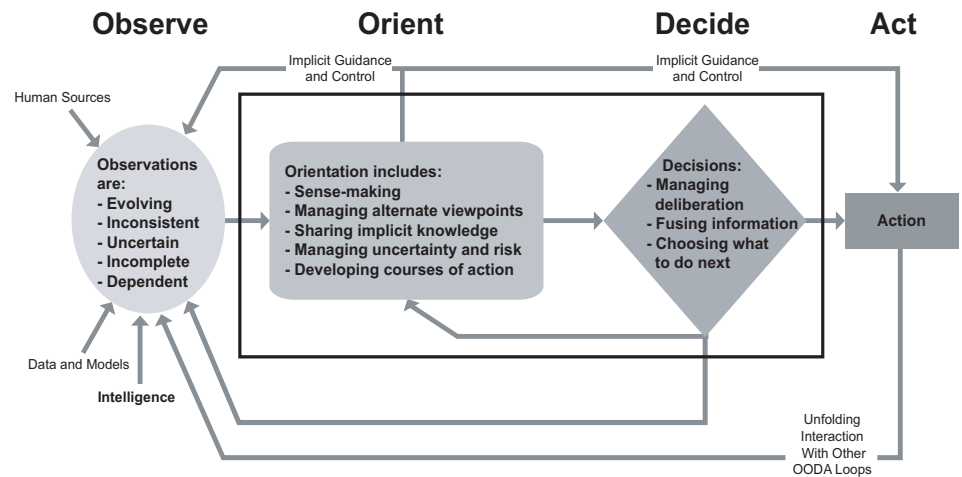 Observe
Orient
Decide
Act
Implicit Guidance
and Control
Implicit Guidance
and Control
Human Sources
Observations
are:
- Evolving
- Inconsistent
- Uncertain
- Incomplete
- Dependent
Orientation includes:
- Sense-making
- Managing alternate viewpoints
- Sharing implicit knowledge
- Managing uncertainty and risk
- Developing courses of action
Decisions:
- Managing
deliberation
- Fusing information
- Choosing what
to do next
Action
Data and Models
Intelligence
Unfolding
Interaction
With Other
OODA Loops